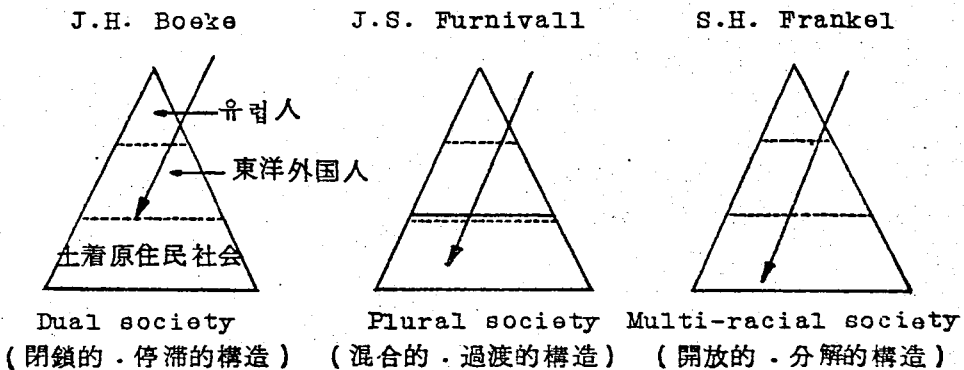 J.H. Boeke
J.S. Furnivall
S.H. Frankel
유럽人
東洋外国人
土着原住民社会
Dual society
(閉鎖的・停滞的構造)
Plural society
(混合的・過渡的構造)
Multi-racial society
(開放的・分解的構造)